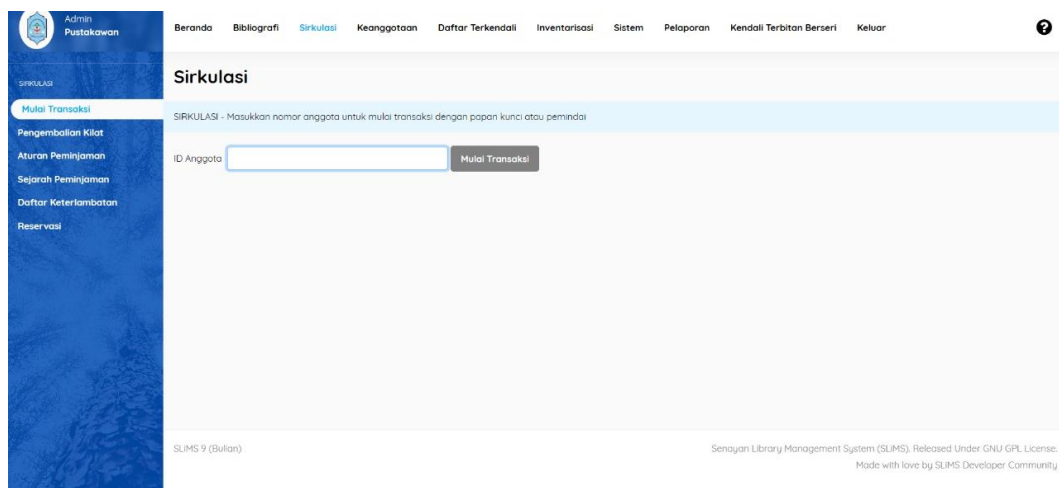 Admin
Pustakawan
Beranda Bibliografi Sirkulasi Keanggotaan Daftar Terkendali Inventarisasi Sistem Pelaporan Kendali Terbitan Berseri Keluar
?
SIRKULASI
Mulai Transaksi
Pengembalian Kilat
Aturan Peminjaman
Sejarah Peminjaman
Daftar Keterlambatan
Reservasi
Sirkulasi
SIRKULASI - Masukkan nomor anggota untuk mulai transaksi dengan papan kunci atau pemindai
ID Anggota Mulai Transaksi
SLiMS 9 (Bulian)
Senayan Library Management System (SLiMS). Released Under GNU GPL License.
Made with love by SLiMS Developer Community